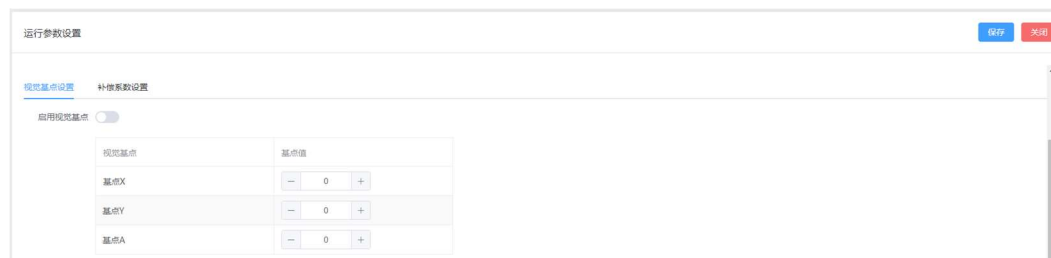 运行参数设置 保存 关闭
视觉基点设置 补偿系数设置
启用视觉基点
视觉基点 基点值
基点X 0
基点Y 0
基点A 0